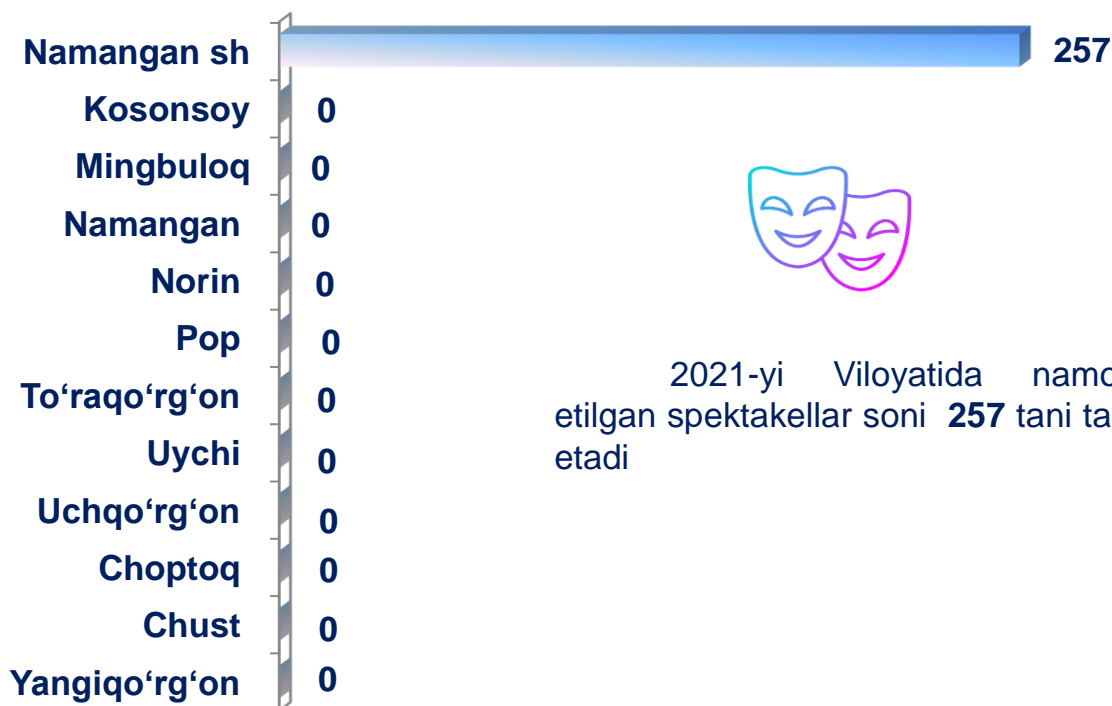 Namangan sh 257
Kosonsoy 0
Mingbuloq 0
Namangan 0
Norin 0
Pop 0
To‘raqo‘rg‘on 0
Uychi 0
Uchqo‘rg‘on 0
Choptoq 0
Chust 0
Yangiqo‘rg‘on 0
2021-yi Viloyatida
etilgan spektakellar soni 257 tani
etadi